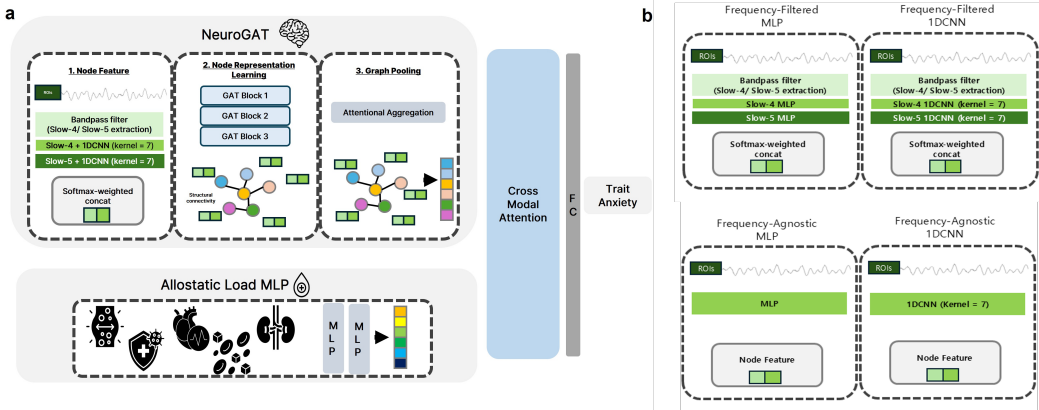 a
NeuroGAT
1. Node Feature
ROIs
Bandpass filter
(Slow-4/ Slow-5 extraction)
Slow-4 + 1DCNN (kernel = 7)
Slow-5 + 1DCNN (kernel = 7)
Softmax-weighted
concat
2. Node Representation
Learning
GAT Block 1
GAT Block 2
GAT Block 3
Structural
connectivity
3. Graph Pooling
Attentional Aggregation
Allostatic Load MLP
M
L
P
M
L
P
Cross
Modal
Attention
F
C
Trait
Anxiety
b
Frequency-Filtered
MLP
ROIs
Bandpass filter
(Slow-4/ Slow-5 extraction)
Slow-4 MLP
Slow-5 MLP
Softmax-weighted
concat
Frequency-Filtered
1DCNN
ROIs
Bandpass filter
(Slow-4/ Slow-5 extraction)
Slow-4 1DCNN (kernel = 7)
Slow-5 1DCNN (kernel = 7)
Softmax-weighted
concat
Frequency-Agnostic
MLP
ROIs
MLP
Node Feature
Frequency-Agnostic
1DCNN
ROIs
1DCNN (Kernel = 7)
Node Feature